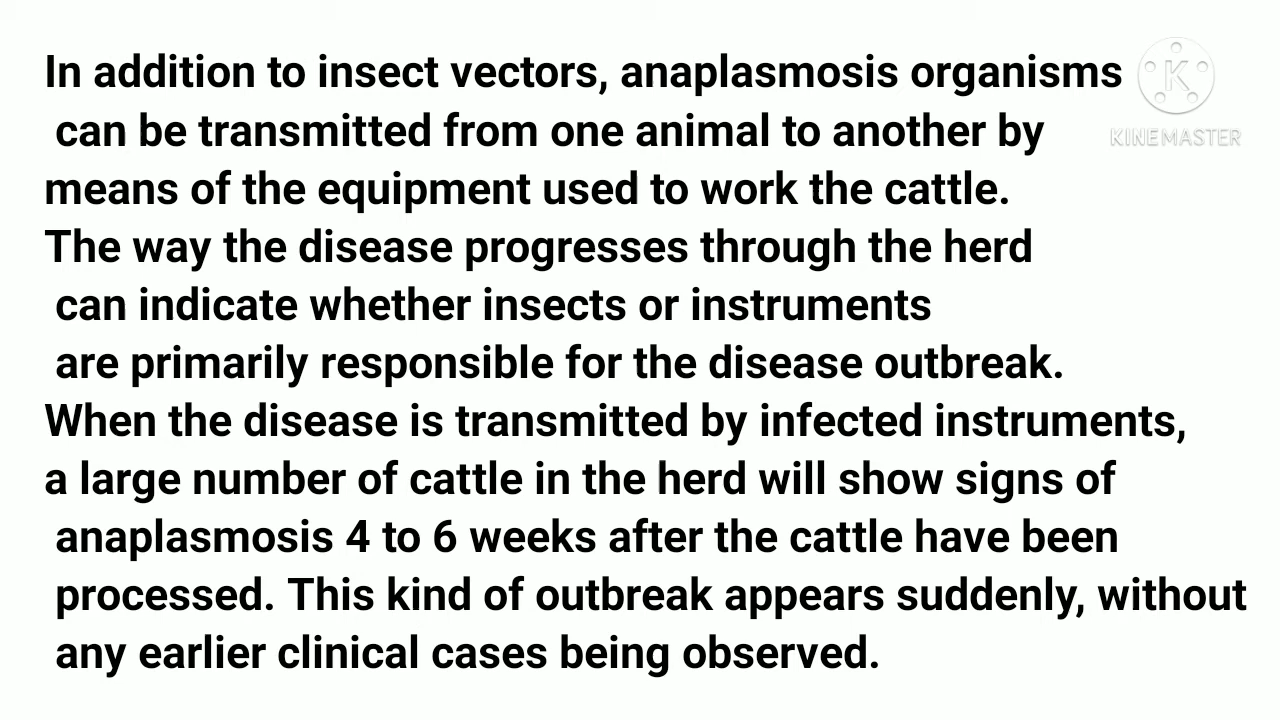 In addition to insect vectors, anaplasmosis organisms
can be transmitted from one animal to another by
means of the equipment used to work the cattle.
The way the disease progresses through the herd
can indicate whether insects or instruments
are primarily responsible for the disease outbreak.
When the disease is transmitted by infected instruments,
a large number of cattle in the herd will show signs of
anaplasmosis 4 to 6 weeks after the cattle have been
processed. This kind of outbreak appears suddenly, without
any earlier clinical cases being observed.
K
KINEMASTER